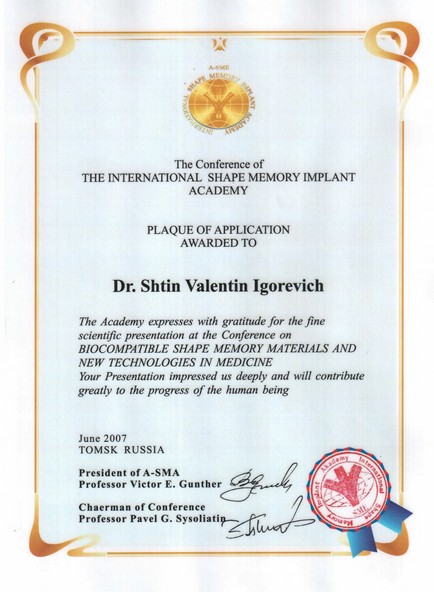 A-SME
INTERNATIONAL SHAPE MEMORY IMPLANT ACADEMY
The Conference of
THE INTERNATIONAL SHAPE MEMORY IMPLANT
ACADEMY
PLAQUE OF APPLICATION
AWARDED TO
Dr. Shtin Valentin Igorevich
The Academy expresses with gratitude for the fine
scientific presentation at the Conference on
BIOCOMPATIBLE SHAPE MEMORY MATERIALS AND
NEW TECHNOLOGIES IN MEDICINE
Your Presentation impressed us deeply and will contribute
greatly to the progress of the human being
June 2007
TOMSK RUSSIA
President of A-SMA
Professor Victor E. Gunther
Chaerman of Conference
Professor Pavel G. Sysoliatin
Academy International Shape Memory Implant